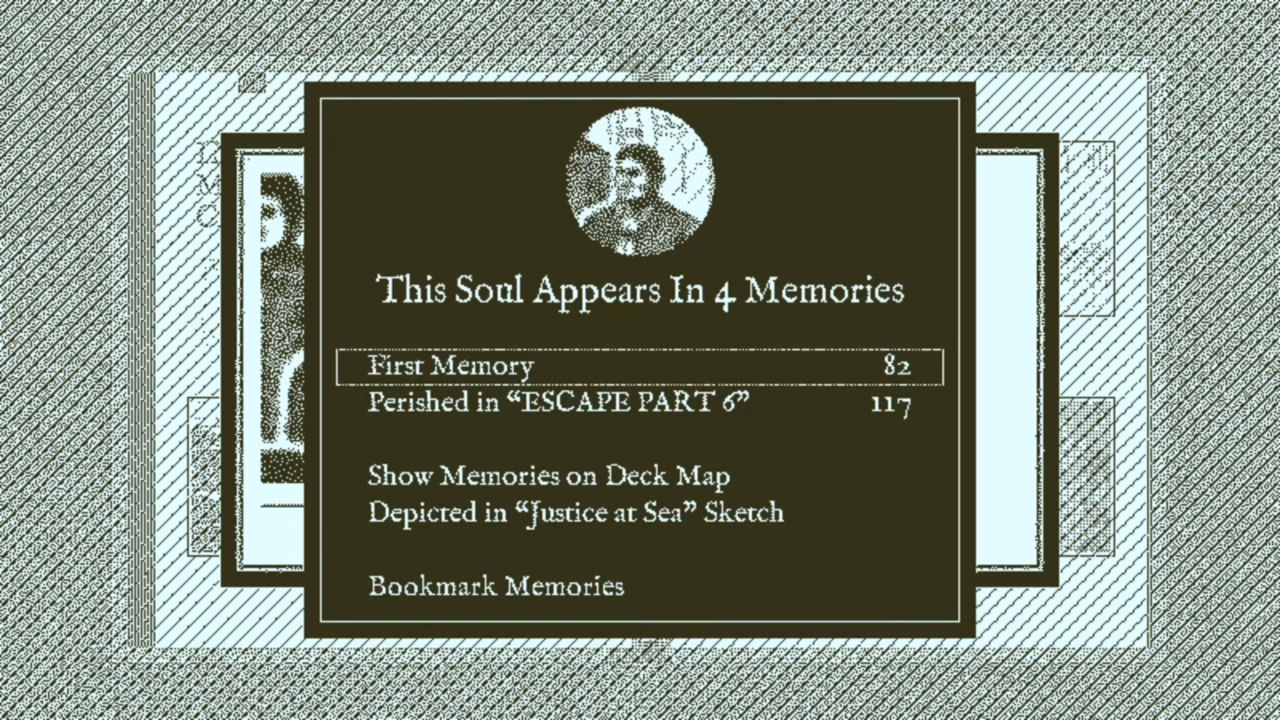 This Soul Appears In 4 Memories
First Memory 82
Perished in “ESCAPE PART 6” 117
Show Memories on Deck Map
Depicted in “Justice at Sea” Sketch
Bookmark Memories